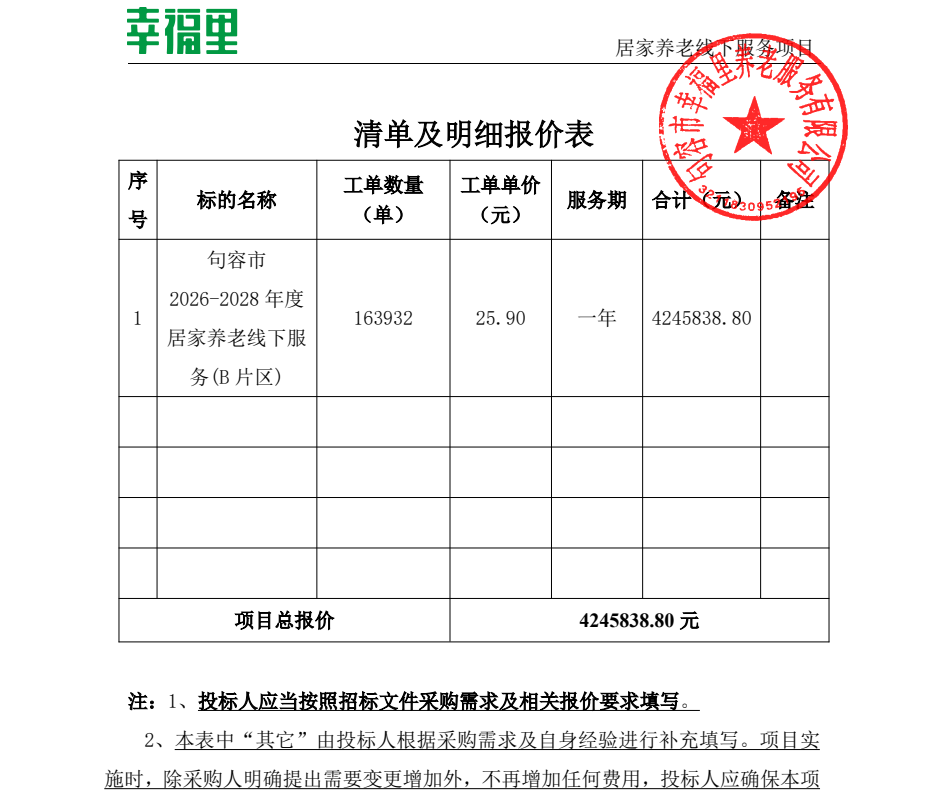 幸福里
居家养老线下服务项目
句容市幸福里养老服务有限公司
清单及明细报价表
序号 标的名称 工单数量（单） 工单单价（元） 服务期 合计（元） 备注
1 句容市 2026-2028 年度居家养老线下服务(B 片区) 163932 25.90 一年 4245838.80
项目总报价 4245838.80 元
注：1、投标人应当按照招标文件采购需求及相关报价要求填写。
2、本表中“其它”由投标人根据采购需求及自身经验进行补充填写。项目实
施时，除采购人明确提出需要变更增加外，不再增加任何费用，投标人应确保本项